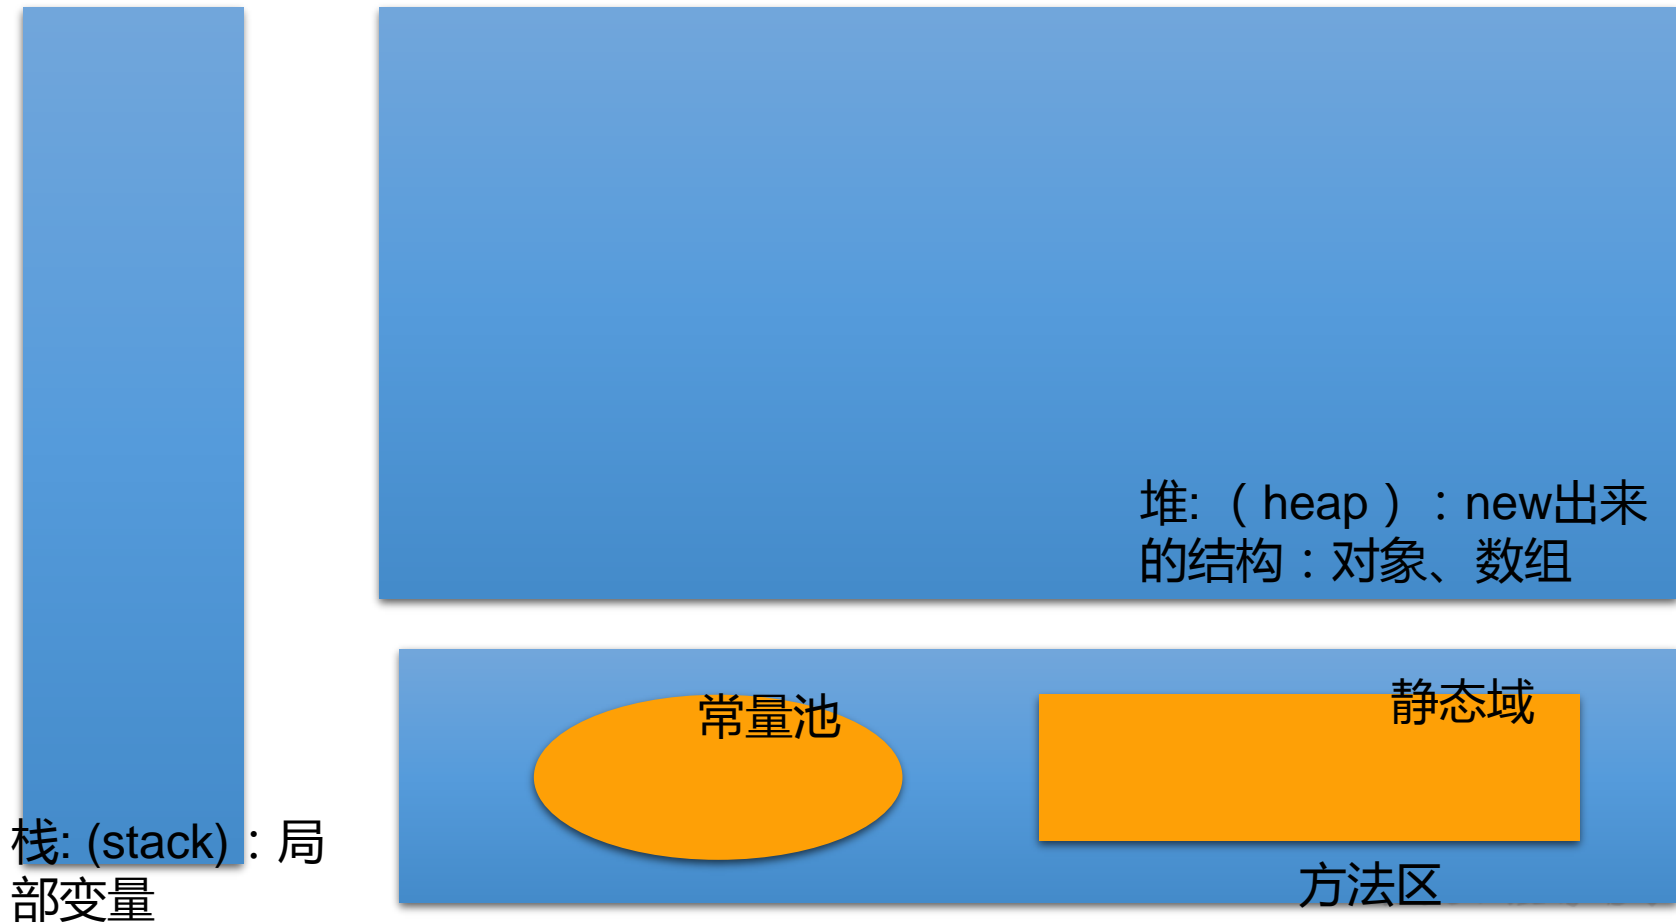 堆:（heap）：new出来
的结构：对象、数组
常量池
静态域
栈: (stack)：局
部变量
方法区